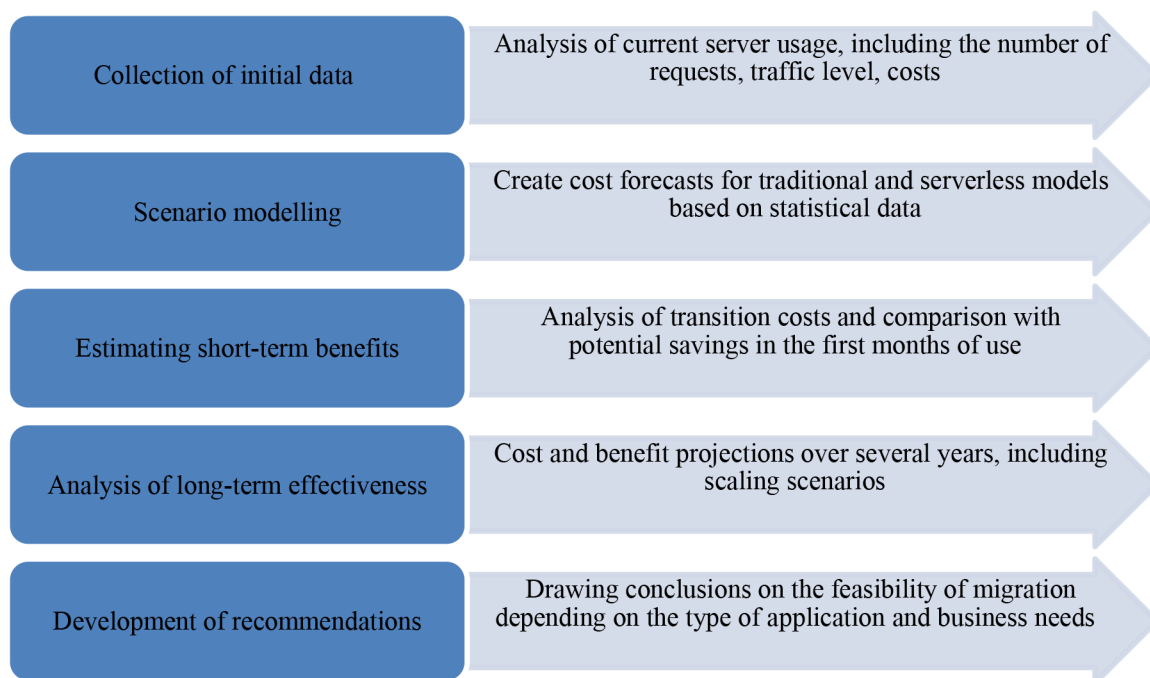 Collection of initial data
Analysis of current server usage, including the number of
requests, traffic level, costs
Scenario modelling
Create cost forecasts for traditional and serverless models
based on statistical data
Estimating short-term benefits
Analysis of transition costs and comparison with
potential savings in the first months of use
Analysis of long-term effectiveness
Cost and benefit projections over several years, including
scaling scenarios
Development of recommendations
Drawing conclusions on the feasibility of migration
depending on the type of application and business needs